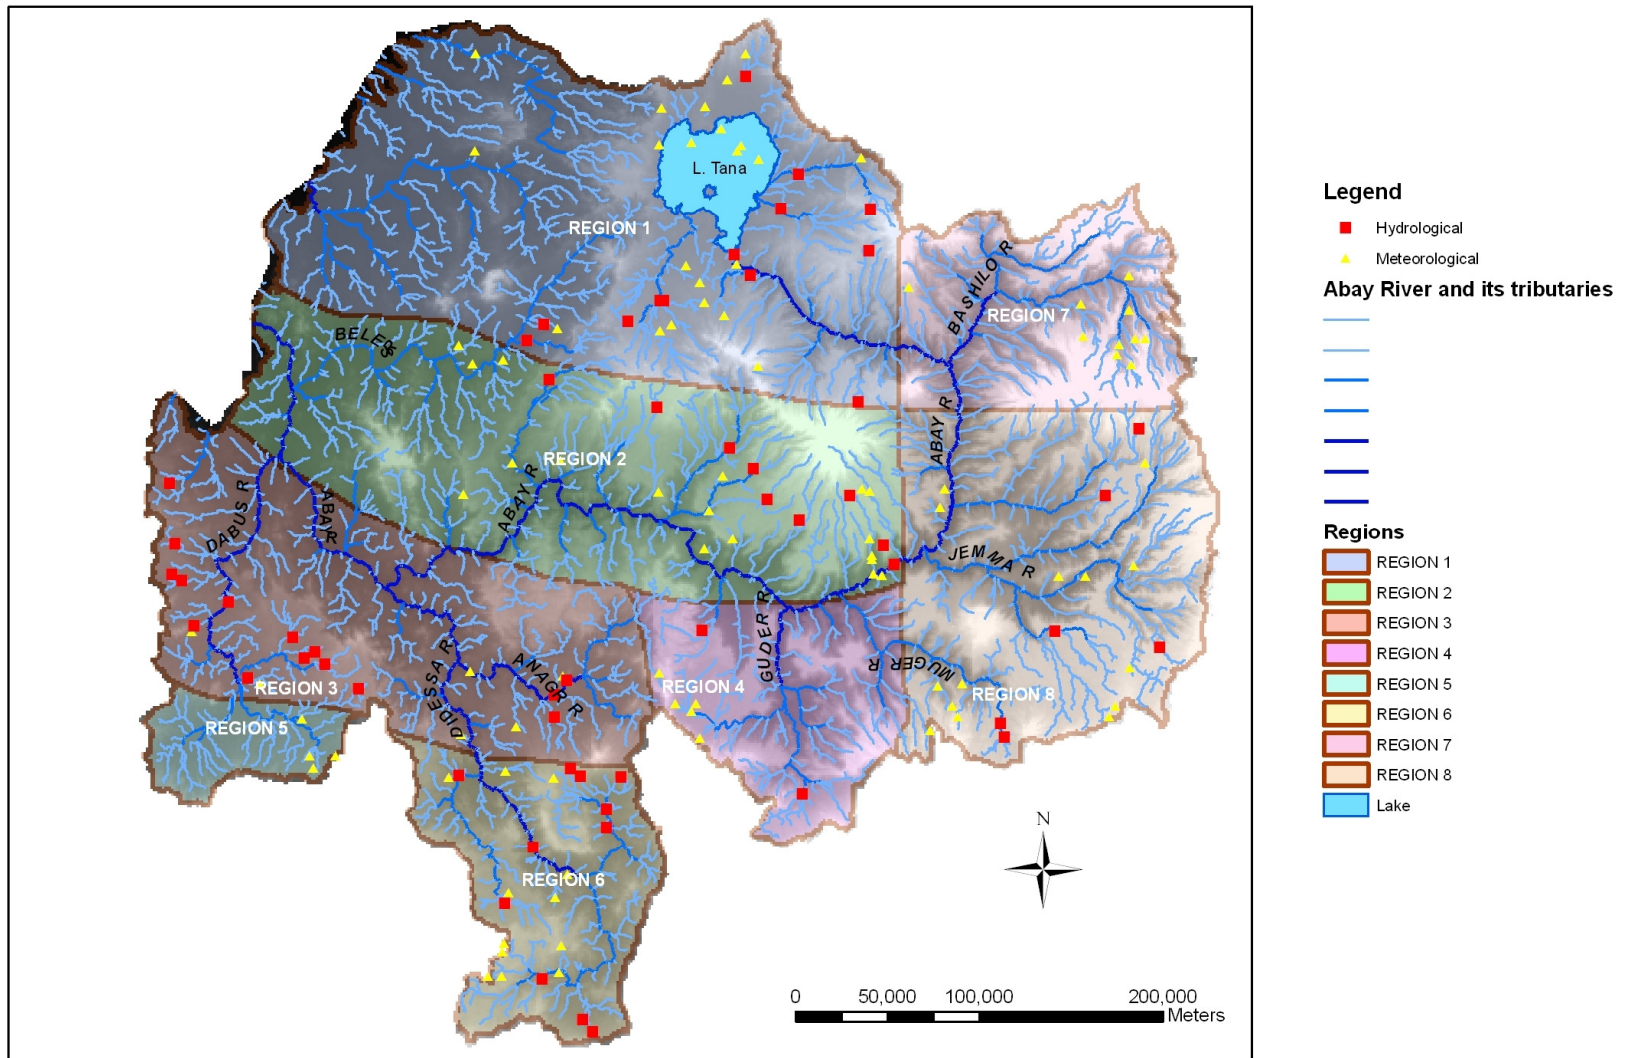 L. Tana
REGION 1
BASHILO R
REGION 7
BELES
ABAY R
REGION 2
ABAY R
DABUS R
ABAY R
JEMMA R
GUDER R
MUGER R
DIDESSA R
ANAGR R
REGION 3
REGION 4
REGION 8
REGION 5
REGION 6
N
0 50,000 100,000 200,000
Meters
Legend
Hydrological
Meteorological
Abay River and its tributaries
Regions
REGION 1
REGION 2
REGION 3
REGION 4
REGION 5
REGION 6
REGION 7
REGION 8
Lake